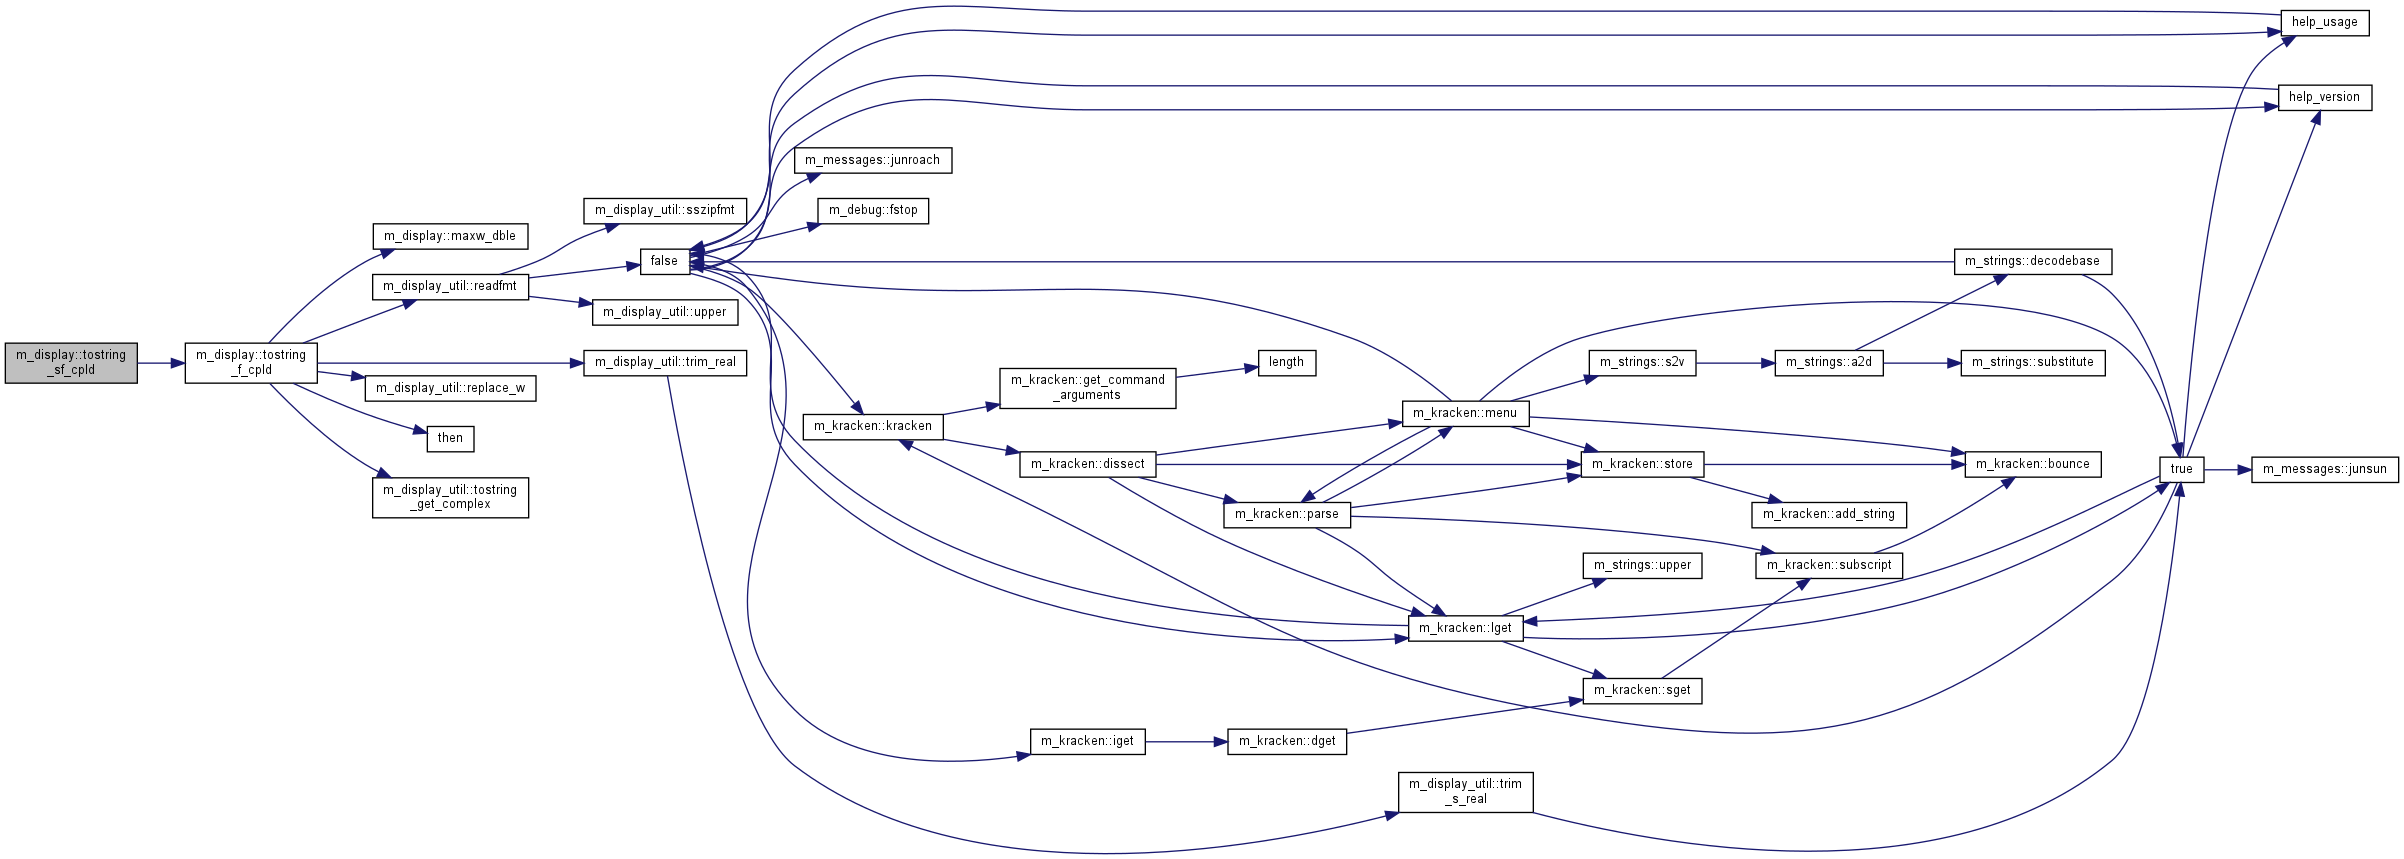 help_usage
help_version
m_messages::junroach
m_display_util::sszipfmt
m_debug::fstop
m_display::maxw_dble
false
m_strings::decodebase
m_display_util::readfmt
m_display_util::upper
m_display::tostring
_sf_cpld
m_display::tostring
_f_cpld
m_display_util::trim_real
length
m_strings::s2v
m_strings::a2d
m_strings::substitute
m_display_util::replace_w
m_kracken::get_command
_arguments
m_kracken::menu
m_kracken::kracken
then
m_kracken::dissect
m_kracken::store
m_kracken::bounce
true
m_messages::junsun
m_display_util::tostring
_get_complex
m_kracken::parse
m_kracken::add_string
m_strings::upper
m_kracken::subscript
m_kracken::lget
m_kracken::sget
m_kracken::iget
m_kracken::dget
m_display_util::trim
_s_real